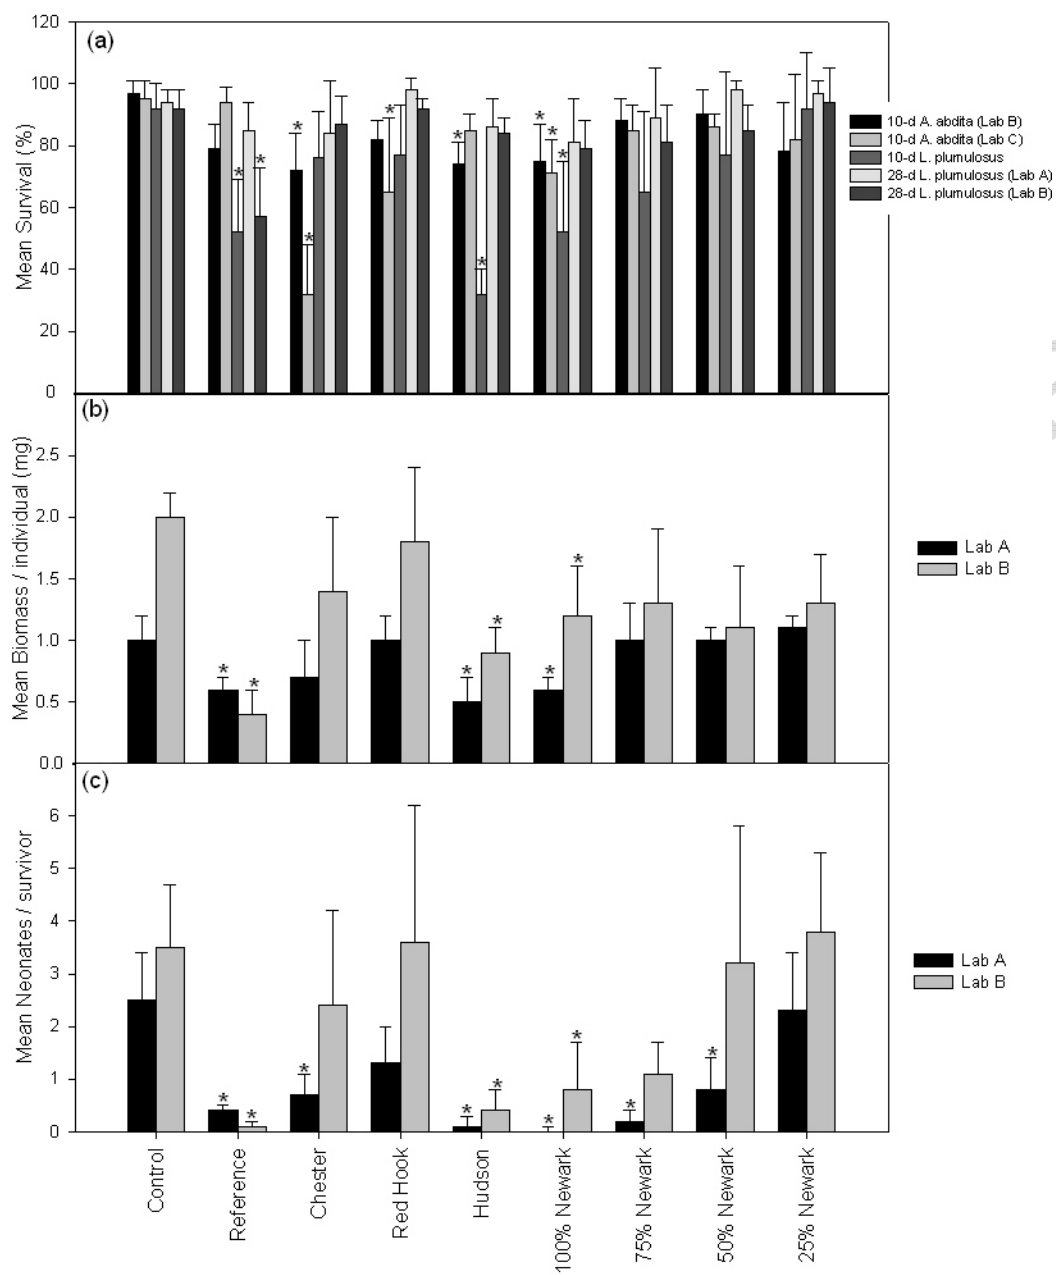 (a)
120
100
80
60
40
20
0
Mean Survival (%)
10-d A. abdita (Lab B)
10-d A. abdita (Lab C)
10-d L. plumulosus
28-d L. plumulosus (Lab A)
28-d L. plumulosus (Lab B)
* * * * * * * * * * *
(b)
2.5
2.0
1.5
1.0
0.5
0.0
Mean Biomass / individual (mg)
Lab A
Lab B
* * * * * *
(c)
6
5
4
3
2
1
0
Mean Neonates / survivor
Lab A
Lab B
* * * * * * * * *
Control
Reference
Chester
Red Hook
Hudson
100% Newark
75% Newark
50% Newark
25% Newark